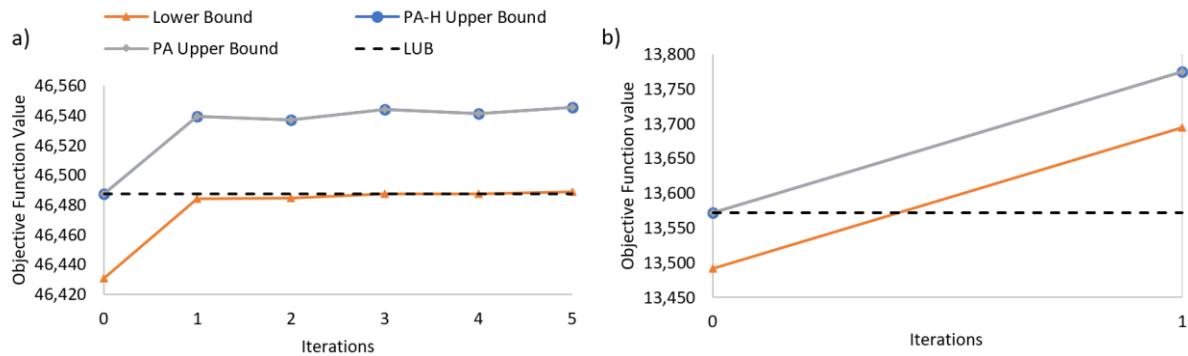 Lower Bound
PA-H Upper Bound
PA Upper Bound
LUB
a)
Objective Function Value
46,560
46,540
46,520
46,500
46,480
46,460
46,440
46,420
0 1 2 3 4 5
Iterations
b)
Objective Function value
13,800
13,750
13,700
13,650
13,600
13,550
13,500
13,450
0 1
Iterations